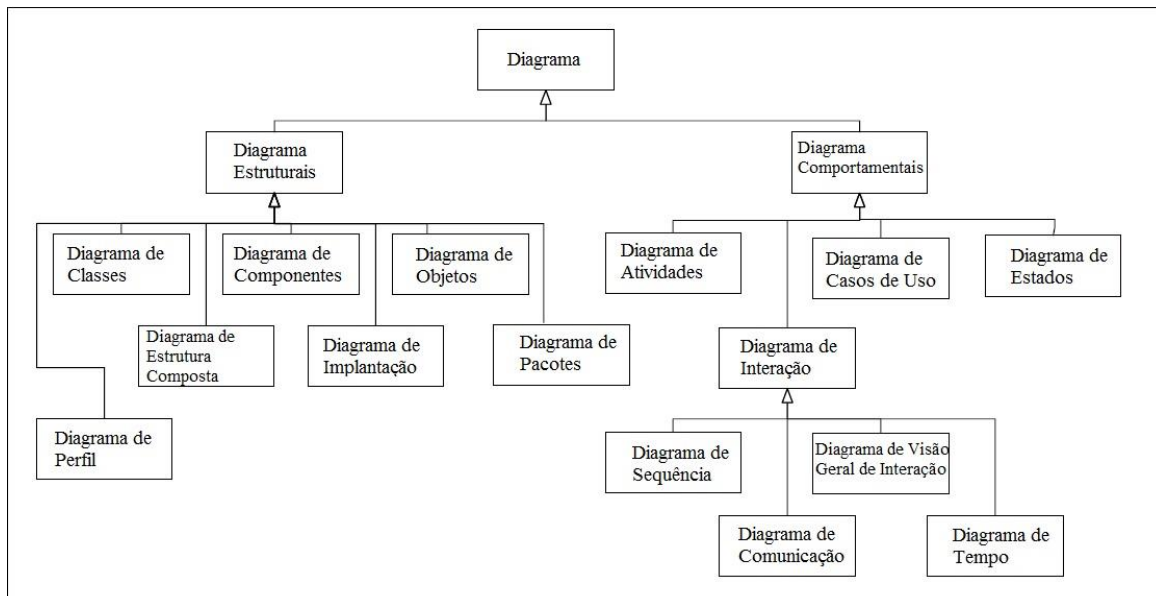 Diagrama
Diagrama
Estruturais
Diagrama
Comportamentais
Diagrama de
Classes
Diagrama de
Componentes
Diagrama de
Objetos
Diagrama de
Atividades
Diagrama de
Casos de Uso
Diagrama de
Estados
Diagrama de
Estrutura
Composta
Diagrama de
Implantação
Diagrama de
Pacotes
Diagrama de
Interação
Diagrama de
Perfil
Diagrama de
Sequência
Diagrama de Visão
Geral de Interação
Diagrama de
Comunicação
Diagrama de
Tempo